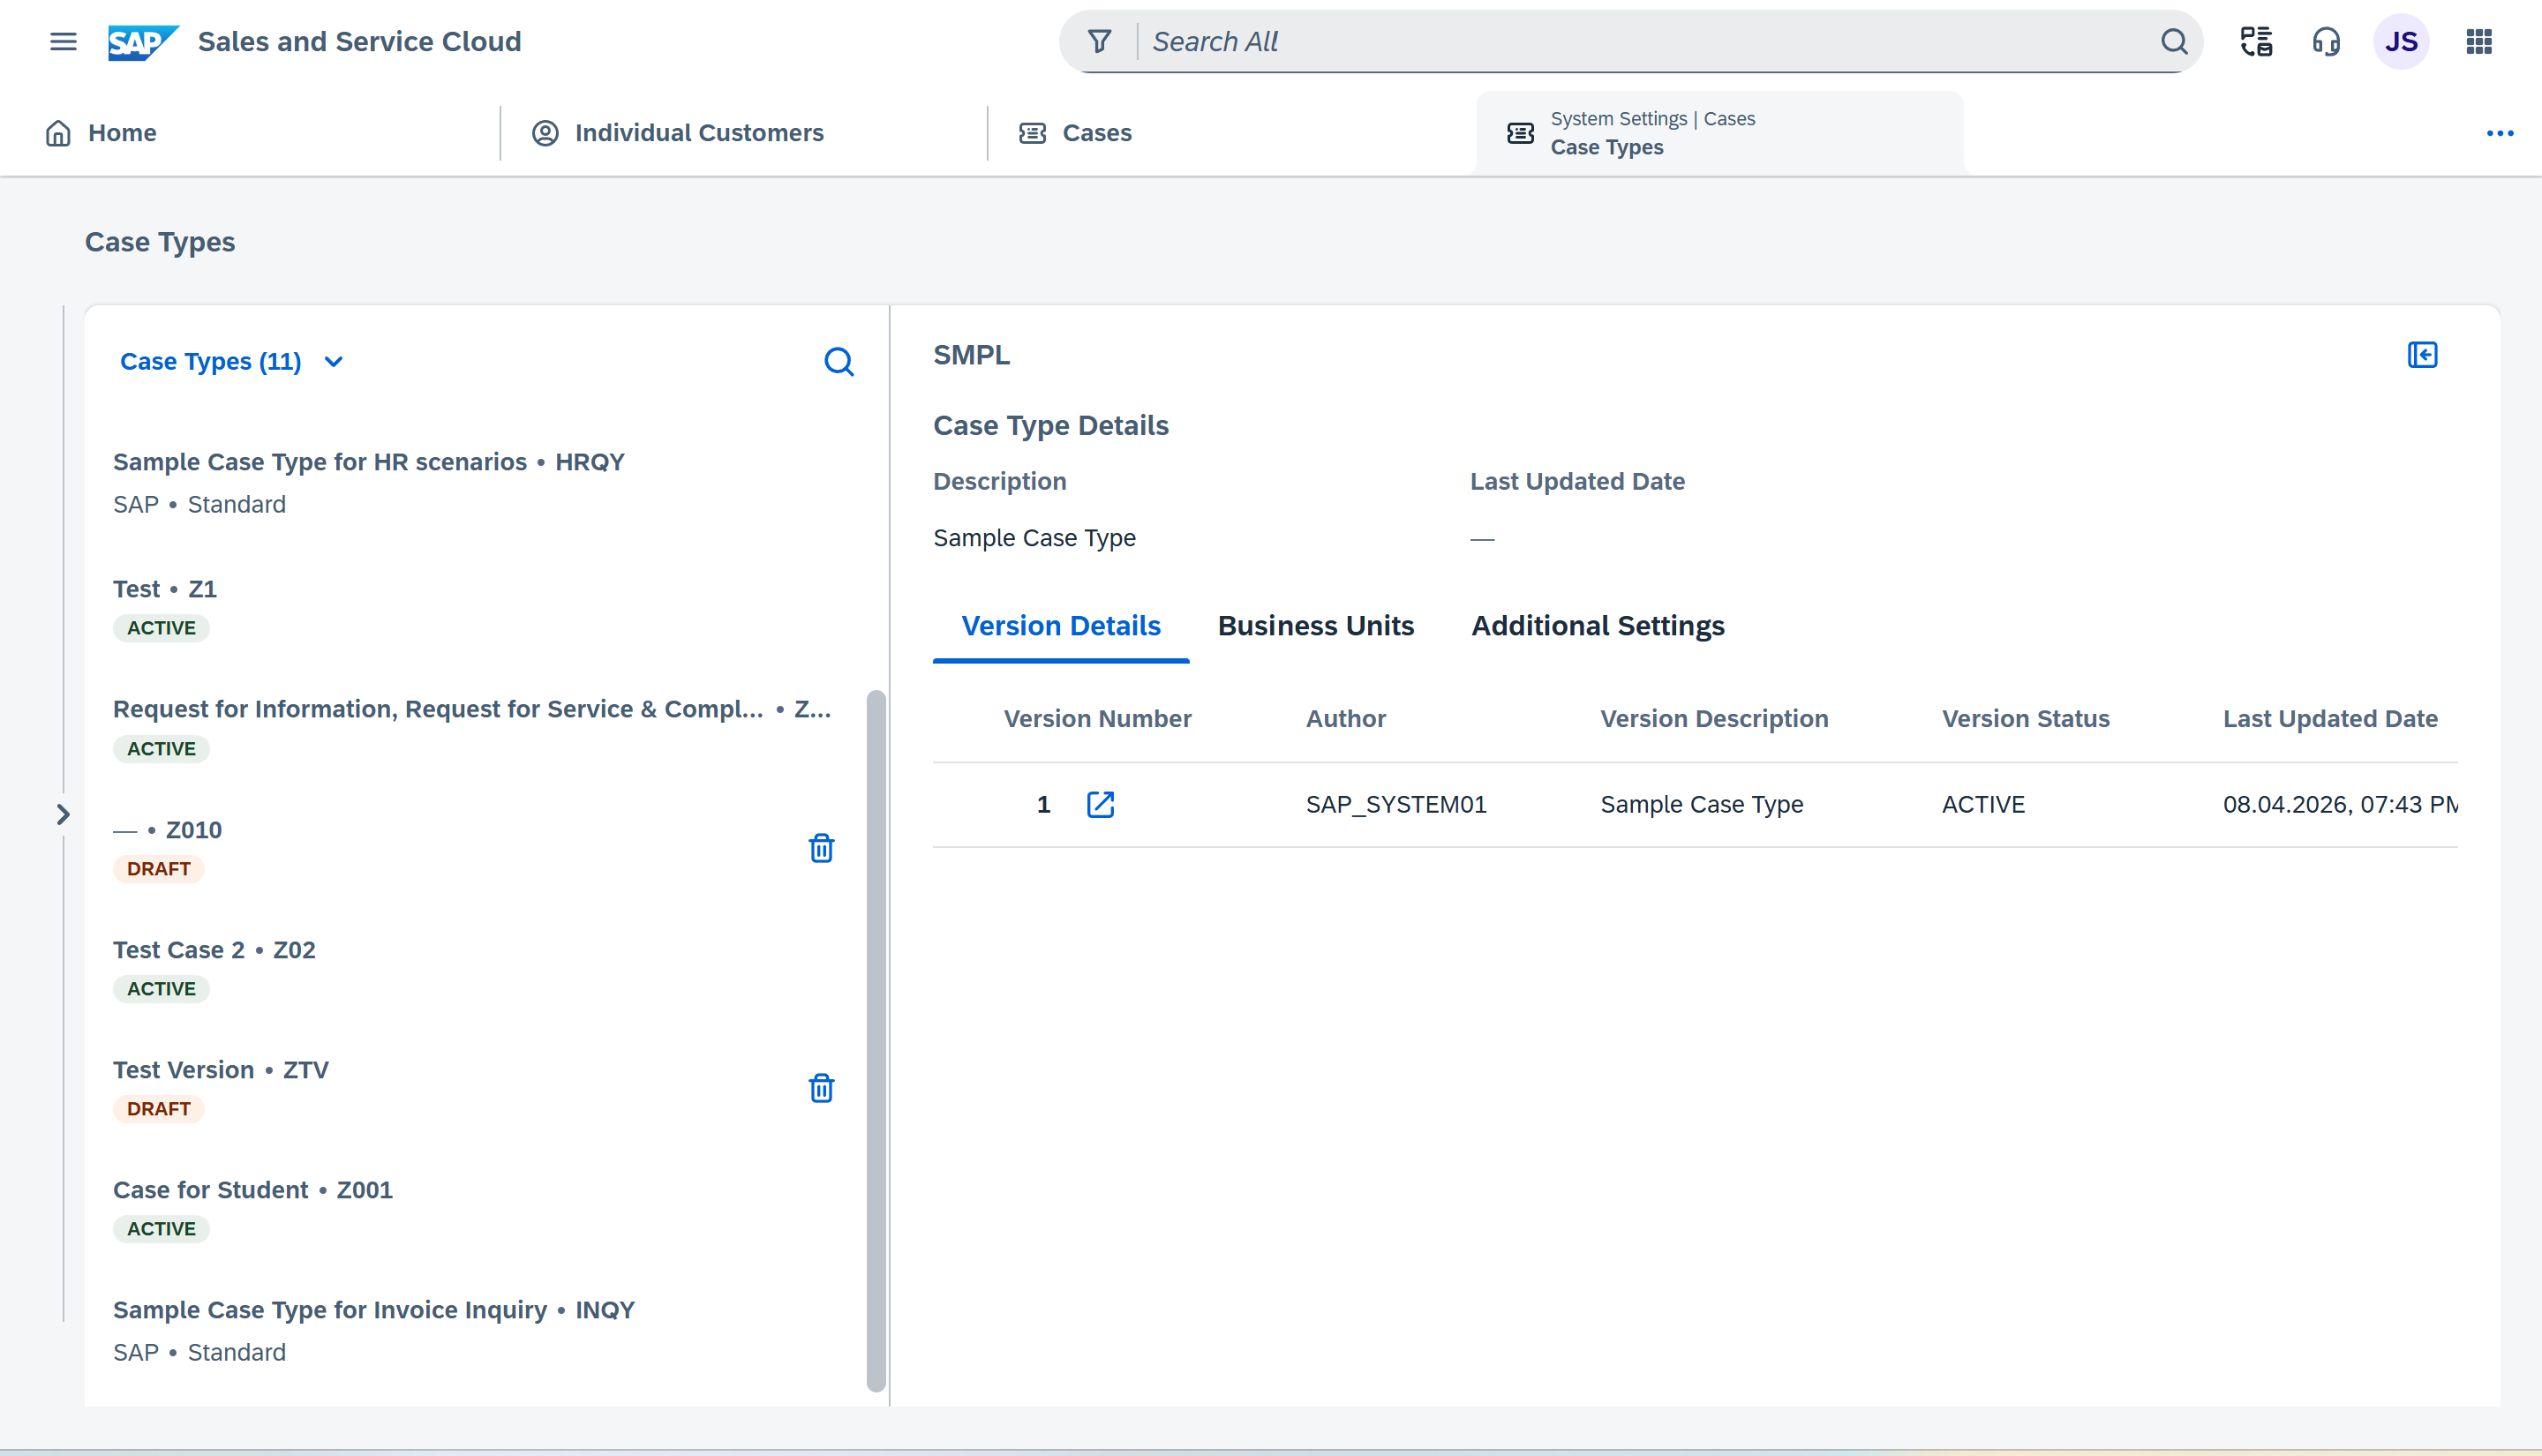 SAP Sales and Service Cloud
Search All
JS
Home
Individual Customers
Cases
System Settings | Cases
Case Types
Case Types
Case Types (11)
Sample Case Type for HR scenarios • HRQY
SAP • Standard
Test • Z1
ACTIVE
Request for Information, Request for Service & Compl... • Z...
ACTIVE
— • Z010
DRAFT
Test Case 2 • Z02
ACTIVE
Test Version • ZTV
DRAFT
Case for Student • Z001
ACTIVE
Sample Case Type for Invoice Inquiry • INQY
SAP • Standard
SMPL
Case Type Details
Description Last Updated Date
Sample Case Type —
Version Details Business Units Additional Settings
Version Number Author Version Description Version Status Last Updated Date
1 SAP_SYSTEM01 Sample Case Type ACTIVE 08.04.2026, 07:43 PM